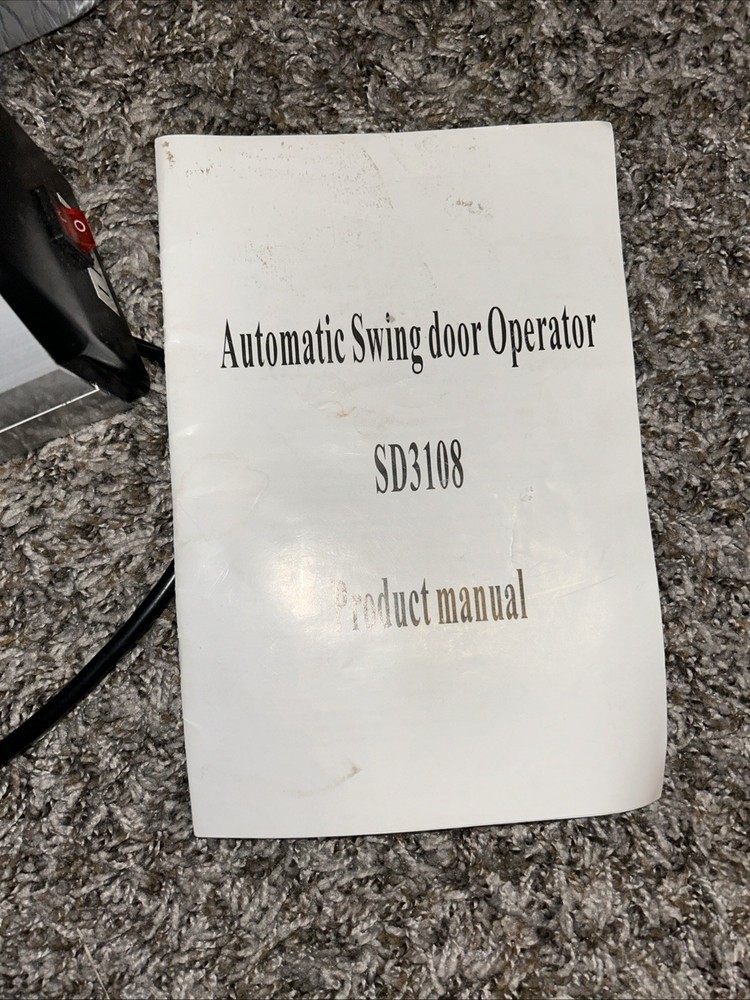 Automatic Swing door Operator
SD3108
Product manual